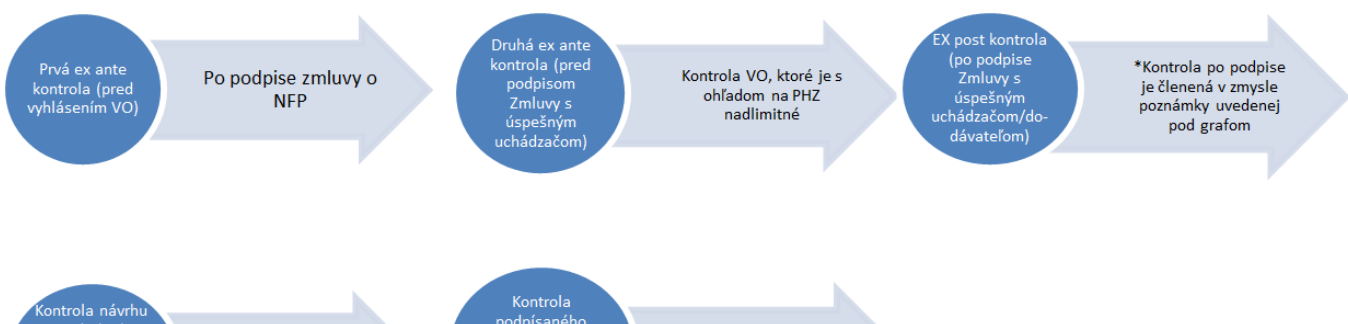 Prvá ex ante
kontrola (pred
vyhlásením VO)
Po podpise zmluvy o
NFP
Druhá ex ante
kontrola (pred
podpisom
Zmluvy s
úspešným
uchádzačom)
Kontrola VO, ktoré je s
ohľadom na PHZ
nadlimitné
EX post kontrola
(po podpise
Zmluvy s
úspešným
uchádzačom/do-
dávateľom)
*Kontrola po podpise
je členená v zmysle
poznámky uvedenej
pod grafom
Kontrola návrhu
Kontrola
podpísaného